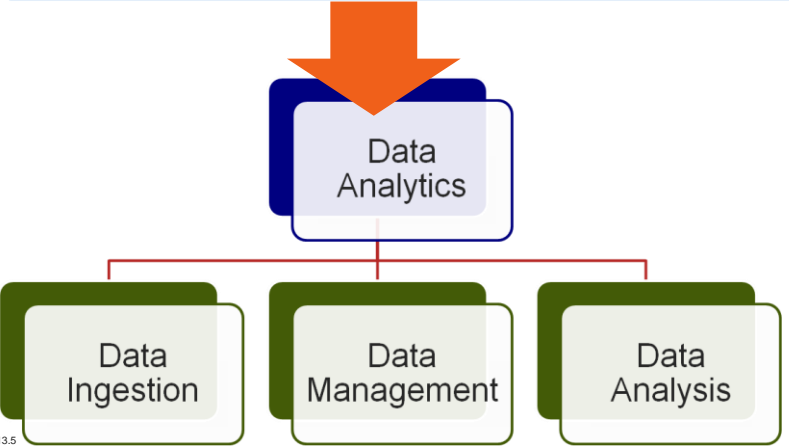 Data
Analytics
Data
Ingestion
Data
Management
Data
Analysis
3.5